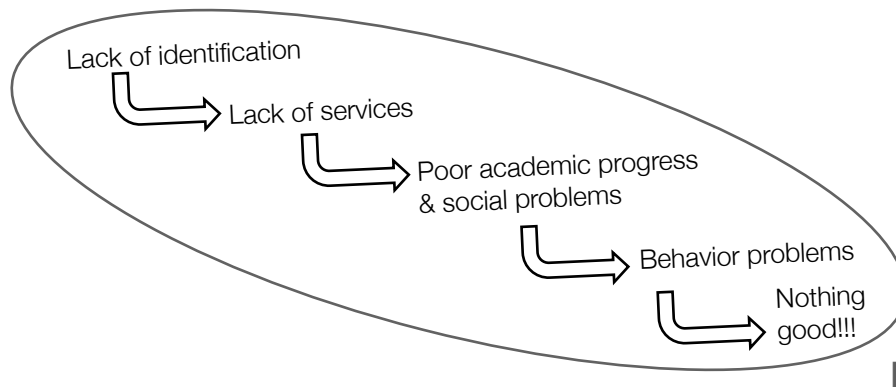 Lack of identification
Lack of services
Poor academic progress
& social problems
Behavior problems
Nothing
good!!!